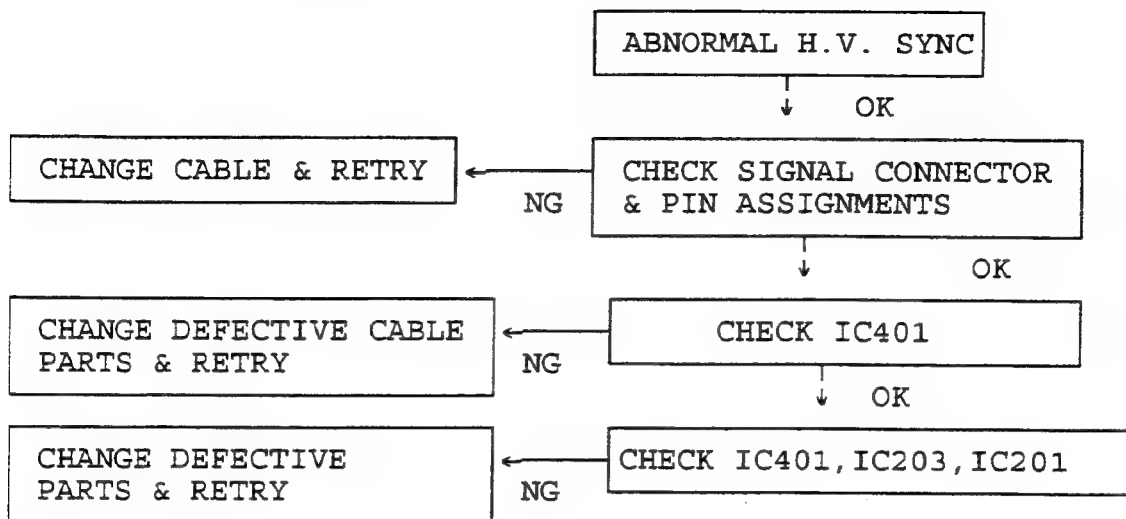 ABNORMAL H.V. SYNC
OK
CHANGE CABLE & RETRY
NG
CHECK SIGNAL CONNECTOR
& PIN ASSIGNMENTS
OK
CHANGE DEFECTIVE CABLE
PARTS & RETRY
NG
CHECK IC401
OK
CHANGE DEFECTIVE
PARTS & RETRY
NG
CHECK IC401,IC203,IC201